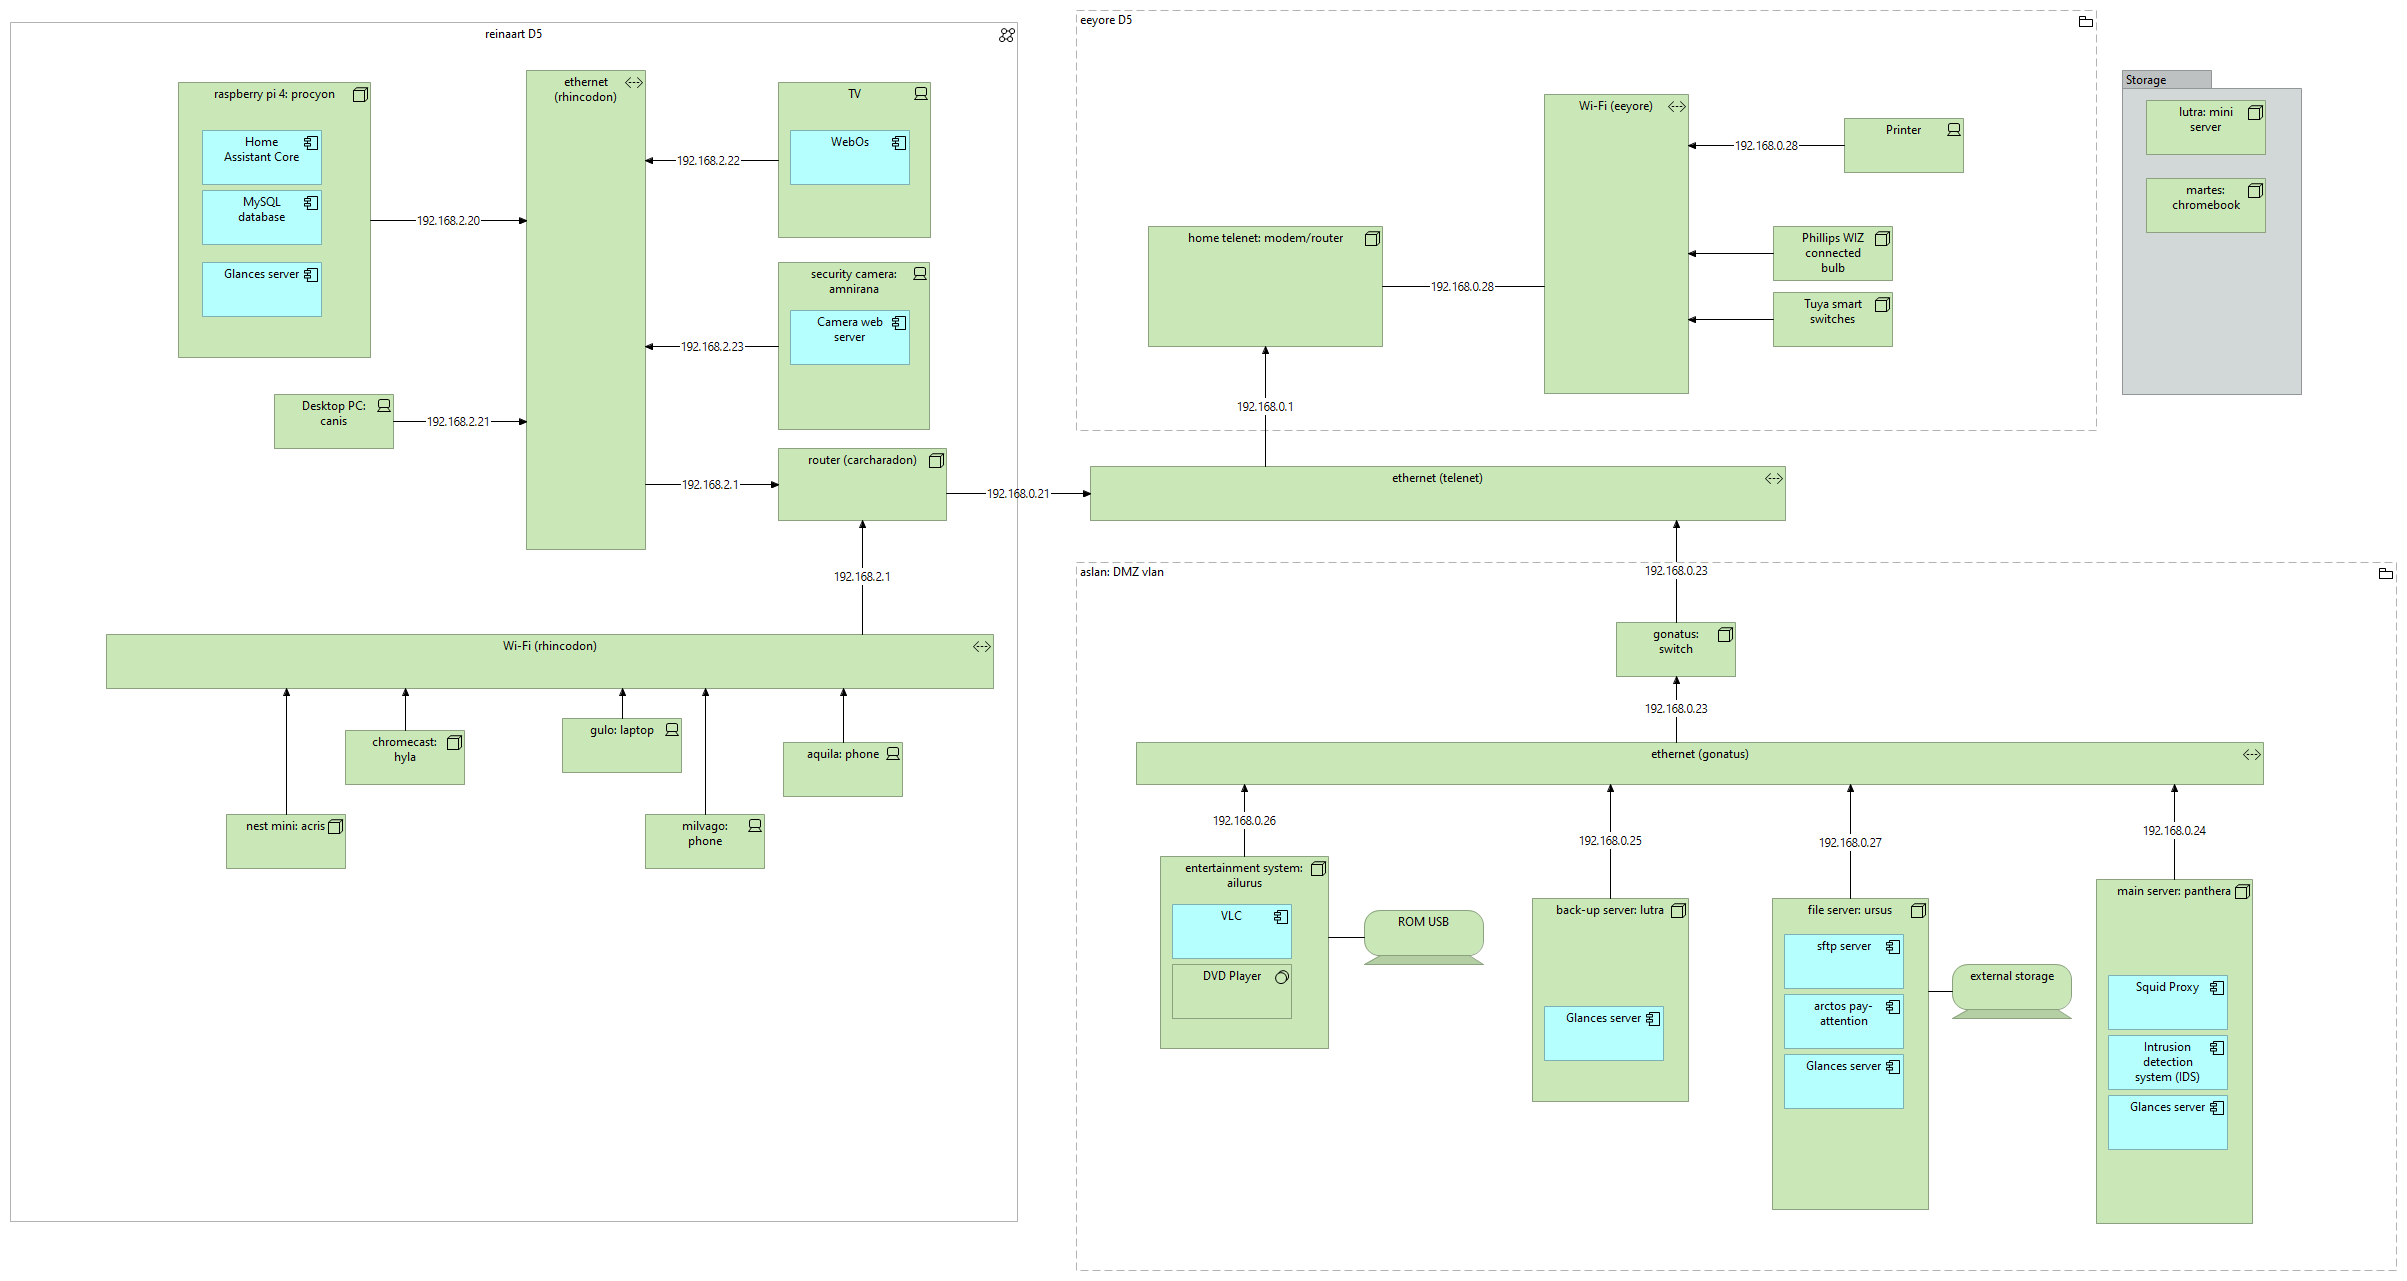 reinaart D5
raspberry pi 4: procyon
Home
Assistant Core
MySQL
database
Glances server
192.168.2.20
ethernet
(rhincodon)
TV
WebOs
192.168.2.22
security camera:
amnirana
Camera web
server
192.168.2.23
Desktop PC:
canis
192.168.2.21
192.168.2.1
router (carcharadon)
192.168.0.21
192.168.2.1
Wi-Fi (rhincodon)
chromecast:
hyla
gulo: laptop
aquila: phone
nest mini: acris
milvago:
phone
eeyore D5
Wi-Fi (eeyore)
192.168.0.28
Printer
home telenet: modem/router
192.168.0.28
Phillips WIZ
connected
bulb
Tuya smart
switches
192.168.0.1
Storage
lutra: mini
server
martes:
chromebook
ethernet (telenet)
aslan: DMZ vlan
192.168.0.23
gonatus:
switch
192.168.0.23
ethernet (gonatus)
192.168.0.26
192.168.0.25
192.168.0.27
192.168.0.24
entertainment system:
ailurus
VLC
DVD Player
ROM USB
back-up server: lutra
Glances server
file server: ursus
sftp server
arctos pay-
attention
Glances server
external storage
main server: panthera
Squid Proxy
Intrusion
detection
system (IDS)
Glances server